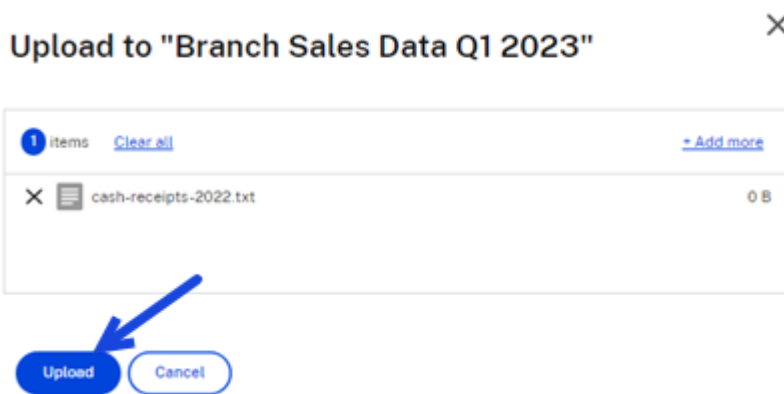 Upload to "Branch Sales Data Q1 2023"
1 items Clear all + Add more
cash-receipts-2022.txt 0 B
Upload Cancel